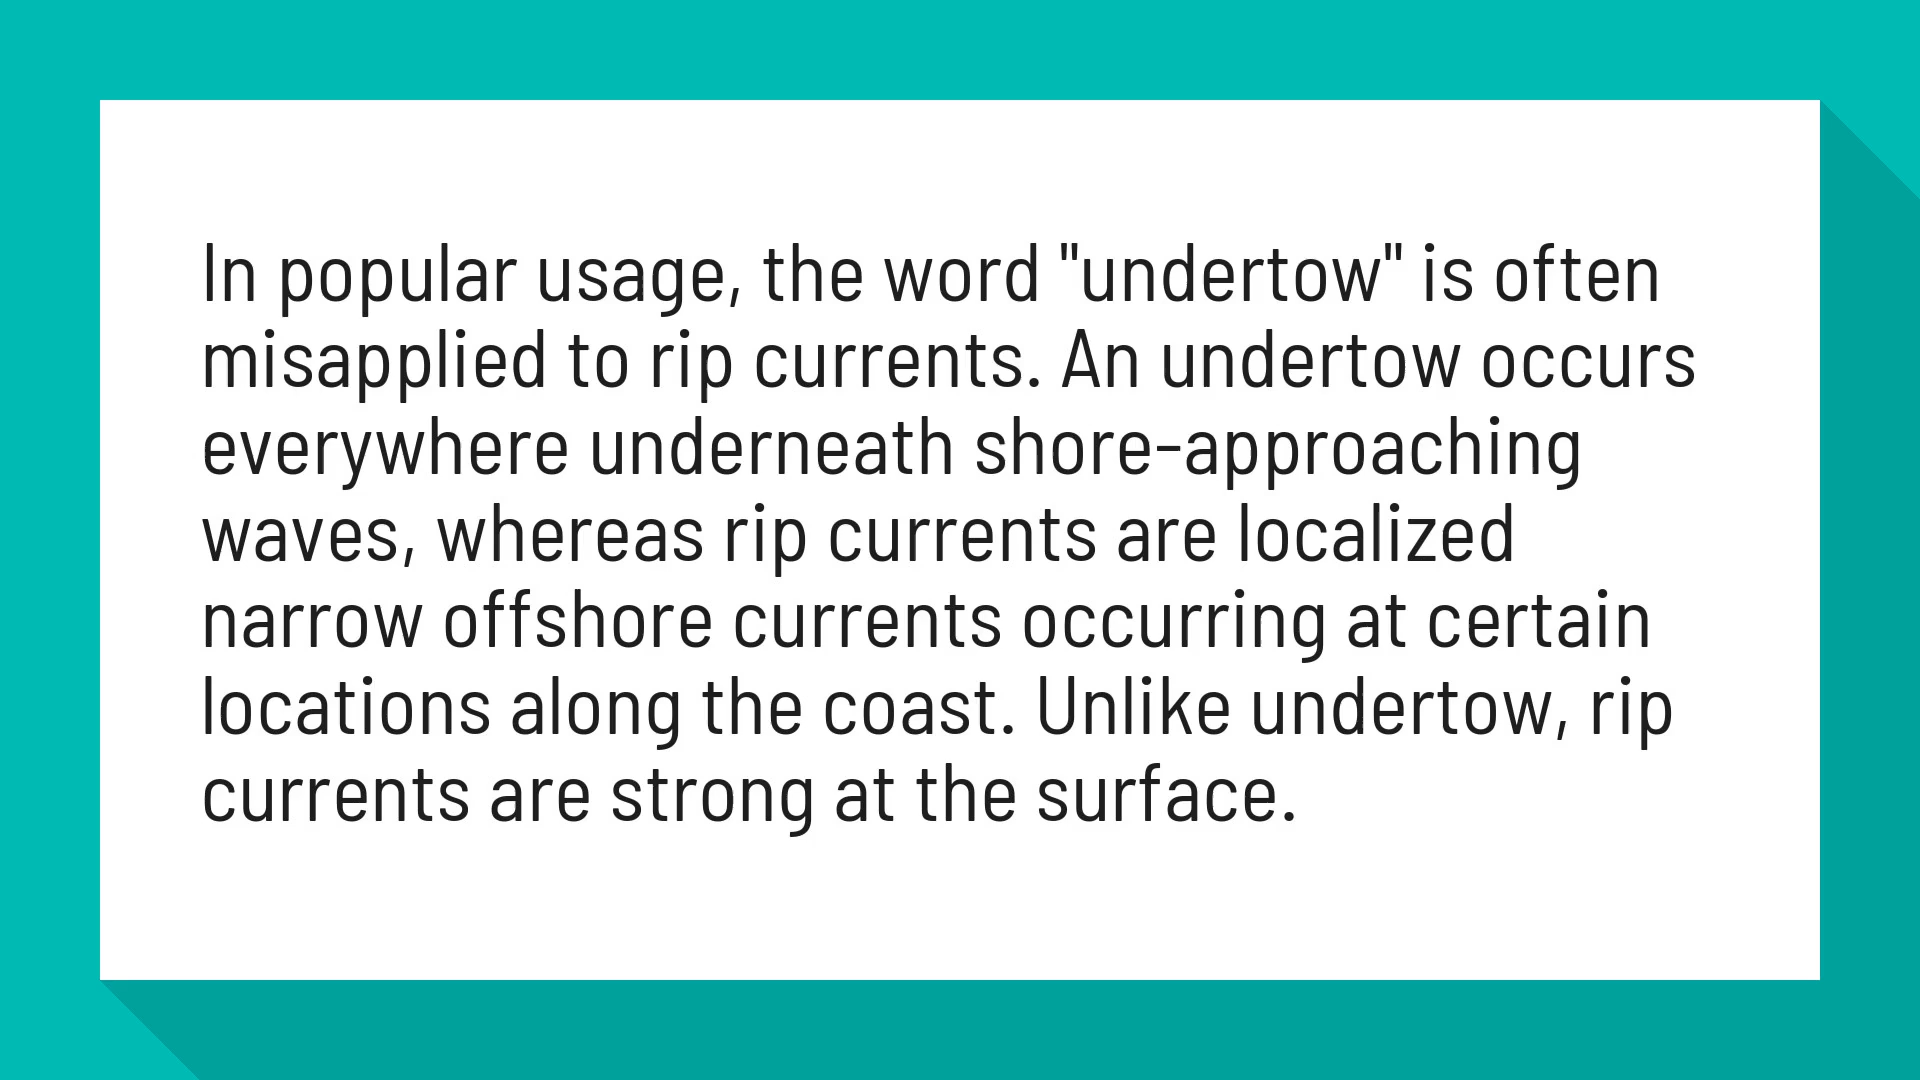 In popular usage, the word "undertow" is often
misapplied to rip currents. An undertow occurs
everywhere underneath shore-approaching
waves, whereas rip currents are localized
narrow offshore currents occurring at certain
locations along the coast. Unlike undertow, rip
currents are strong at the surface.